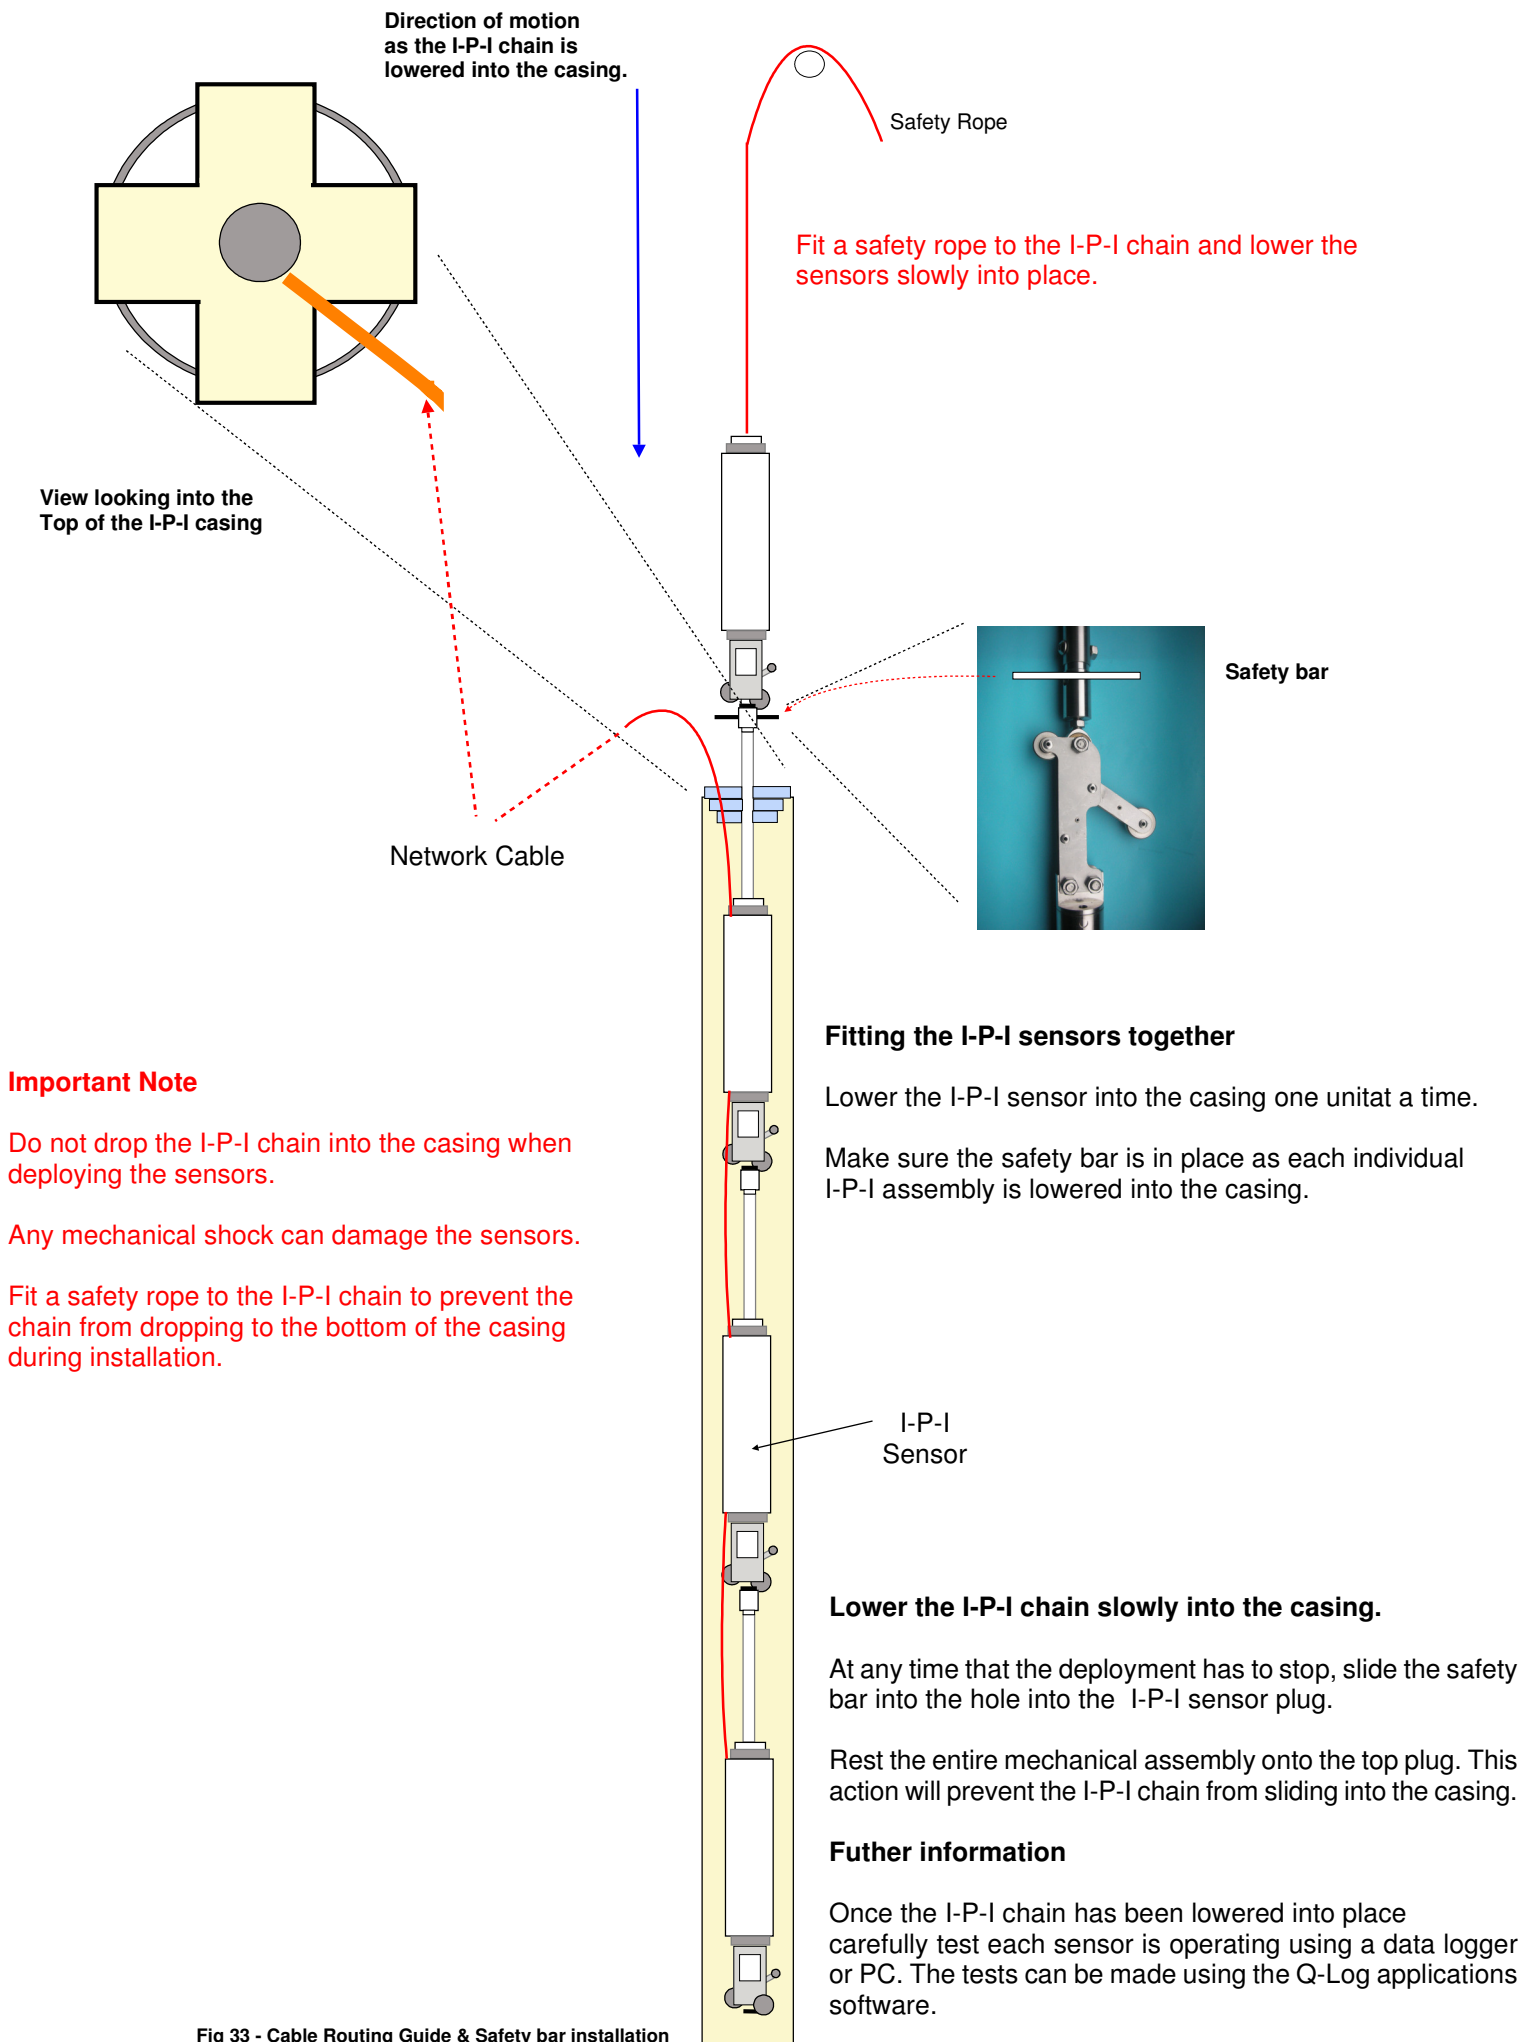 Direction of motion
as the I-P-I chain is
lowered into the casing.
Safety Rope
Fit a safety rope to the I-P-I chain and lower the
sensors slowly into place.
View looking into the
Top of the I-P-I casing
Safety bar
Network Cable
Fitting the I-P-I sensors together
Lower the I-P-I sensor into the casing one unitat a time.
Make sure the safety bar is in place as each individual
I-P-I assembly is lowered into the casing.
Important Note
Do not drop the I-P-I chain into the casing when
deploying the sensors.
Any mechanical shock can damage the sensors.
Fit a safety rope to the I-P-I chain to prevent the
chain from dropping to the bottom of the casing
during installation.
I-P-I
Sensor
Lower the I-P-I chain slowly into the casing.
At any time that the deployment has to stop, slide the safety
bar into the hole into the I-P-I sensor plug.
Rest the entire mechanical assembly onto the top plug. This
action will prevent the I-P-I chain from sliding into the casing.
Futher information
Once the I-P-I chain has been lowered into place
carefully test each sensor is operating using a data logger
or PC. The tests can be made using the Q-Log applications
software.
Fig 33 - Cable Routing Guide & Safety bar installation